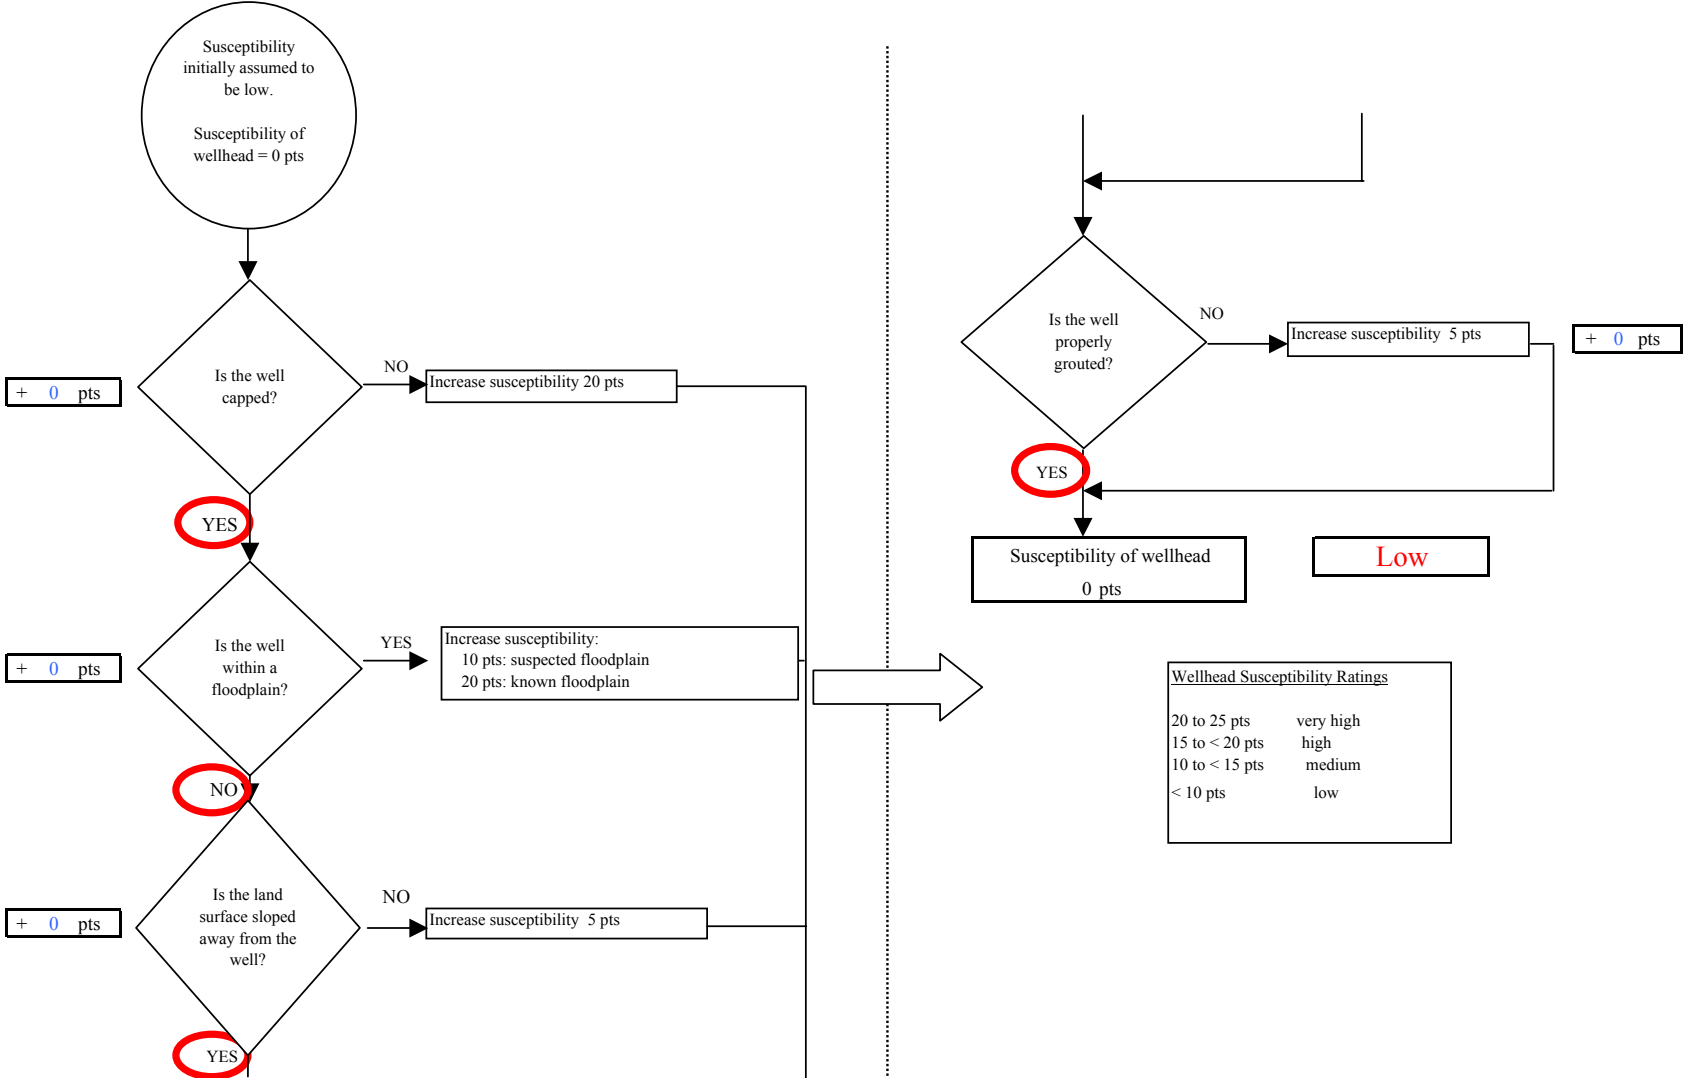 Susceptibility
initially assumed to
be low.
Susceptibility of
wellhead = 0 pts
Is the well
capped?
NO
Increase susceptibility 20 pts
+ 0 pts
YES
Is the well
within a
floodplain?
YES
Increase susceptibility:
10 pts: suspected floodplain
20 pts: known floodplain
+ 0 pts
NO
Is the land
surface sloped
away from the
well?
NO
Increase susceptibility 5 pts
+ 0 pts
YES
Is the well
properly
grouted?
NO
Increase susceptibility 5 pts
+ 0 pts
YES
Susceptibility of wellhead
0 pts
Low
Wellhead Susceptibility Ratings
20 to 25 pts very high
15 to < 20 pts high
10 to < 15 pts medium
< 10 pts low